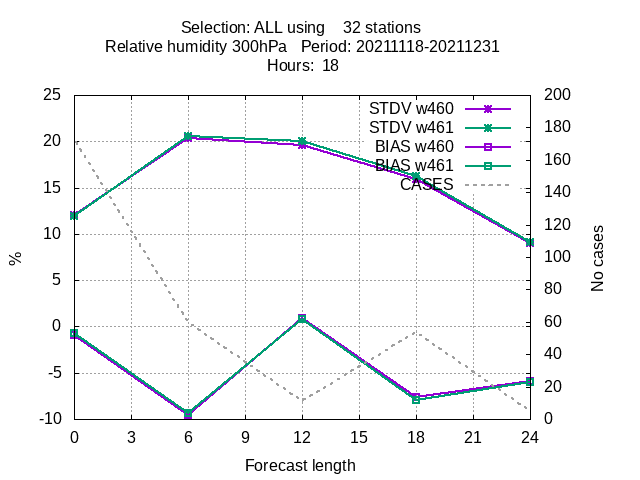 Selection: ALL using    32 stations
Relative humidity 300hPa   Period: 20211118-20211231
Hours:  18
25
20
15
10
5
0
-5
-10
%
200
180
160
140
120
100
80
60
40
20
0
No cases
STDV w460
STDV w461
BIAS w460
BIAS w461
CASES
0 3 6 9 12 15 18 21 24
Forecast length